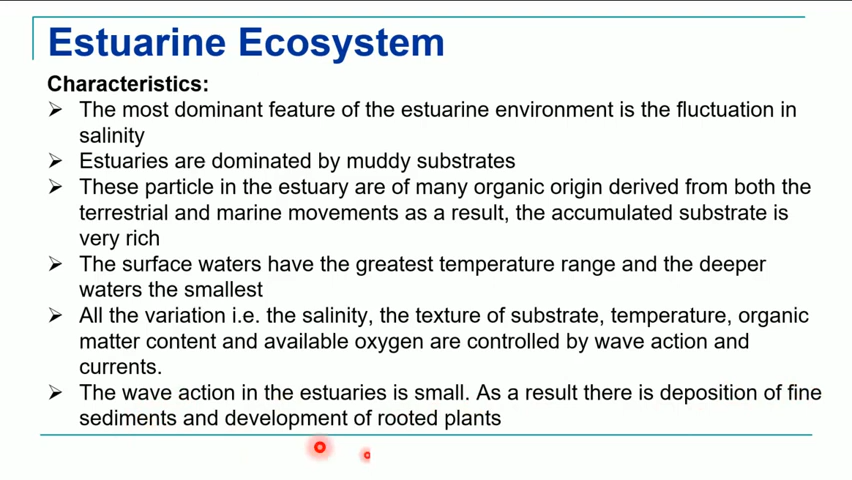 Estuarine Ecosystem
Characteristics:
➢ The most dominant feature of the estuarine environment is the fluctuation in
salinity
➢ Estuaries are dominated by muddy substrates
➢ These particle in the estuary are of many organic origin derived from both the
terrestrial and marine movements as a result, the accumulated substrate is
very rich
➢ The surface waters have the greatest temperature range and the deeper
waters the smallest
➢ All the variation i.e. the salinity, the texture of substrate, temperature, organic
matter content and available oxygen are controlled by wave action and
currents.
➢ The wave action in the estuaries is small. As a result there is deposition of fine
sediments and development of rooted plants